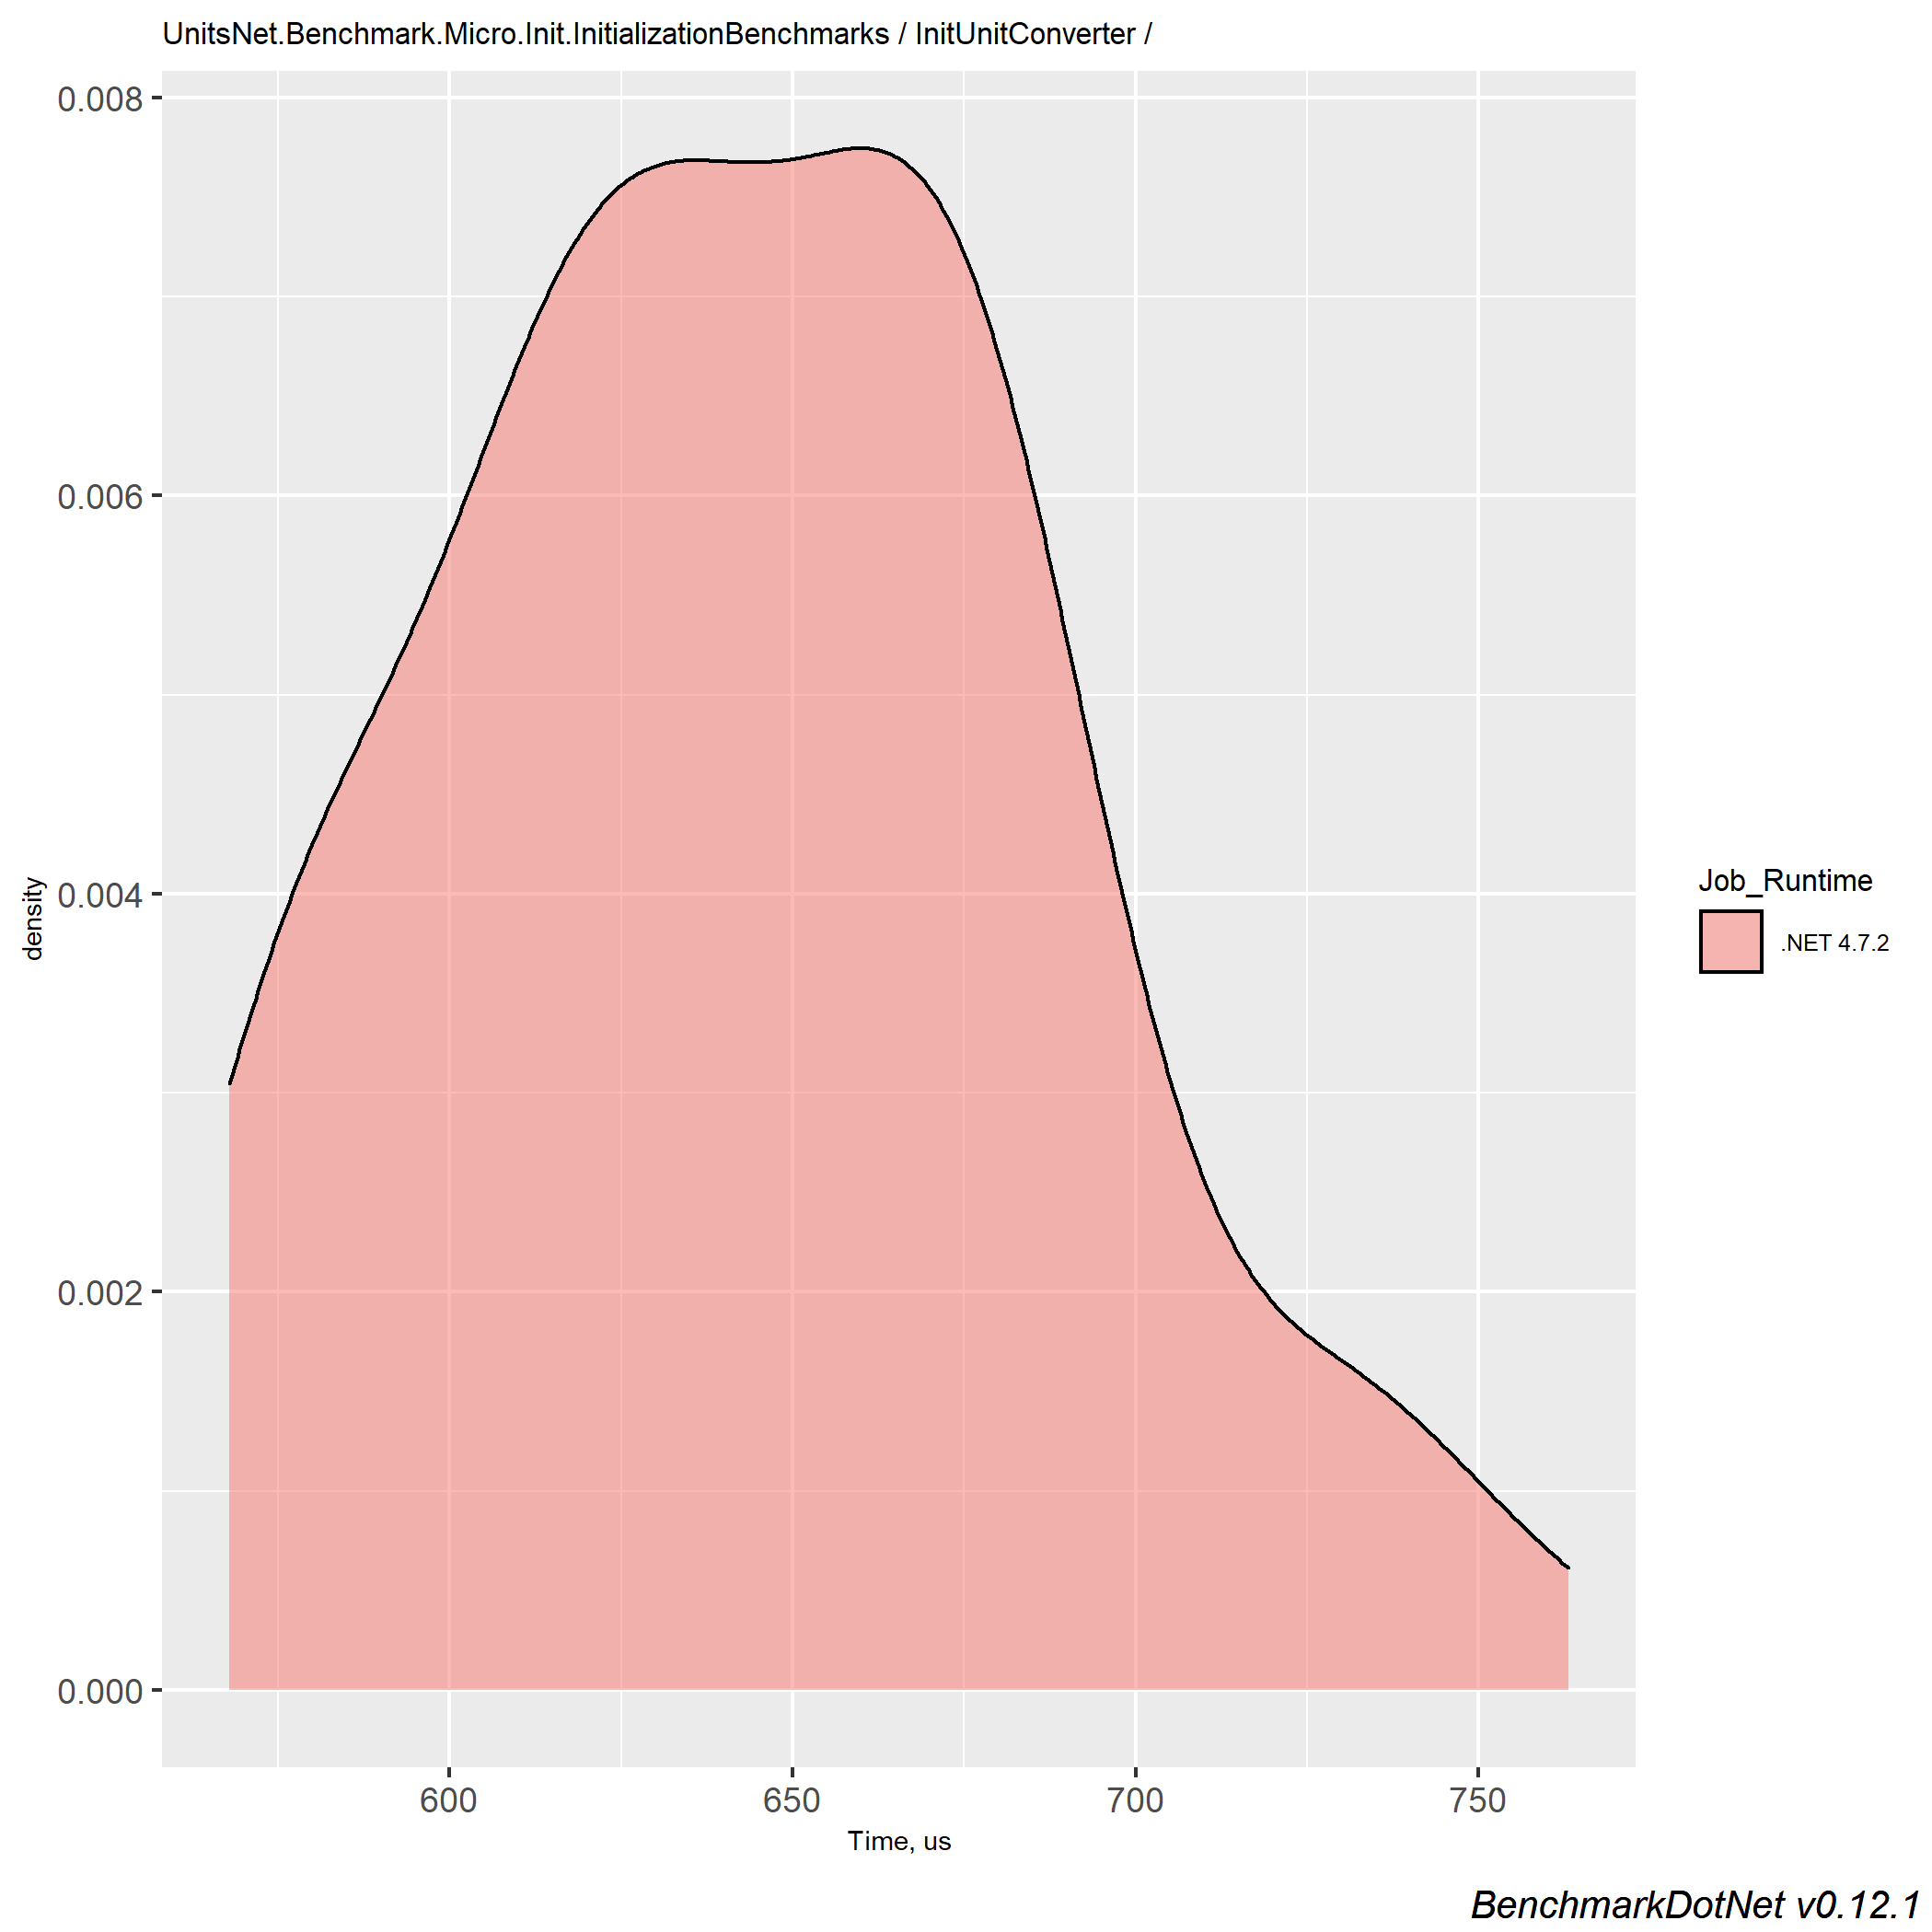 UnitsNet.Benchmark.Micro.Init.InitializationBenchmarks / InitUnitConverter /
0.008
0.006
0.004
0.002
0.000
density
600 650 700 750
Time, us
Job_Runtime
.NET 4.7.2
BenchmarkDotNet v0.12.1